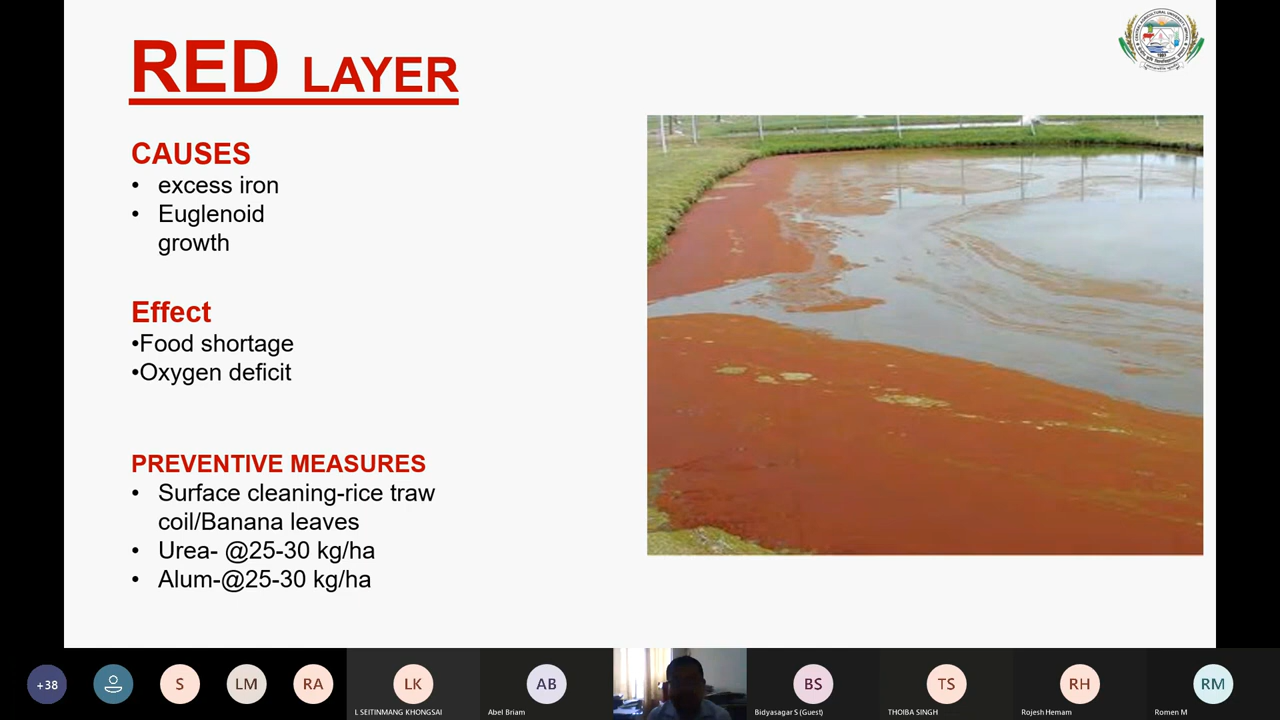 RED LAYER
CAUSES
• excess iron
• Euglenoid
growth
Effect
•Food shortage
•Oxygen deficit
PREVENTIVE MEASURES
• Surface cleaning-rice traw
coil/Banana leaves
• Urea- @25-30 kg/ha
• Alum-@25-30 kg/ha
+38
S
LM
RA
LK
AB
BS
TS
RH
RM
L SEITINMANG KHONGSAI
Abel Briam
Bidyasagar S (Guest)
THOIBA SINGH
Rojesh Hemam
Romen M